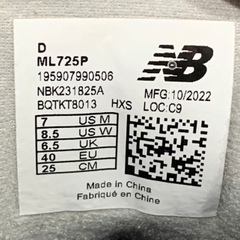 D
ML725P
195907990506
NBK231825A
BQTKT8013 HXS
MFG:10/2022
LOC:C9
7 US M
8.5 US W
6.5 UK
40 EU
25 CM
Made in China
Fabriqué en Chine
NB